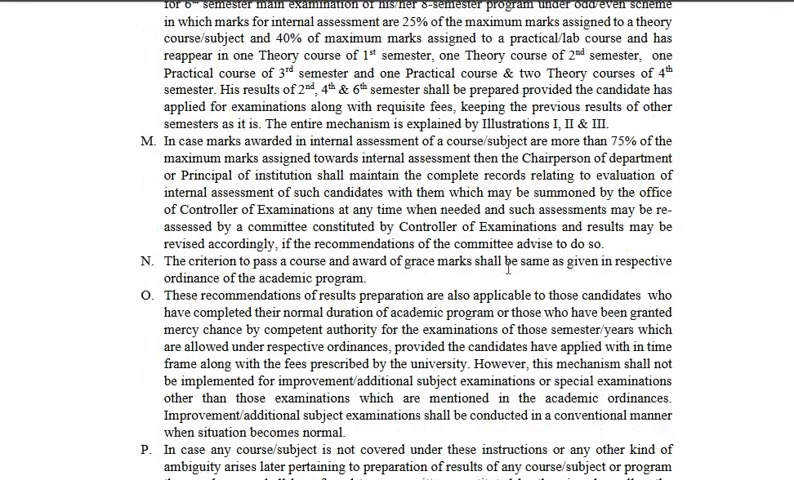 for 6th semester main examination of his/her 8-semester program under odd/even scheme
in which marks for internal assessment are 25% of the maximum marks assigned to a theory
course/subject and 40% of maximum marks assigned to a practical/lab course and has
reappear in one Theory course of 1st semester, one Theory course of 2nd semester, one
Practical course of 3rd semester and one Practical course & two Theory courses of 4th
semester. His results of 2nd, 4th & 6th semester shall be prepared provided the candidate has
applied for examinations along with requisite fees, keeping the previous results of other
semesters as it is. The entire mechanism is explained by Illustrations I, II & III.
M. In case marks awarded in internal assessment of a course/subject are more than 75% of the
maximum marks assigned towards internal assessment then the Chairperson of department
or Principal of institution shall maintain the complete records relating to evaluation of
internal assessment of such candidates with them which may be summoned by the office
of Controller of Examinations at any time when needed and such assessments may be re-
assessed by a committee constituted by Controller of Examinations and results may be
revised accordingly, if the recommendations of the committee advise to do so.
N. The criterion to pass a course and award of grace marks shall be same as given in respective
ordinance of the academic program.
O. These recommendations of results preparation are also applicable to those candidates who
have completed their normal duration of academic program or those who have been granted
mercy chance by competent authority for the examinations of those semester/years which
are allowed under respective ordinances, provided the candidates have applied with in time
frame along with the fees prescribed by the university. However, this mechanism shall not
be implemented for improvement/additional subject examinations or special examinations
other than those examinations which are mentioned in the academic ordinances.
Improvement/additional subject examinations shall be conducted in a conventional manner
when situation becomes normal.
P. In case any course/subject is not covered under these instructions or any other kind of
ambiguity arises later pertaining to preparation of results of any course/subject or program